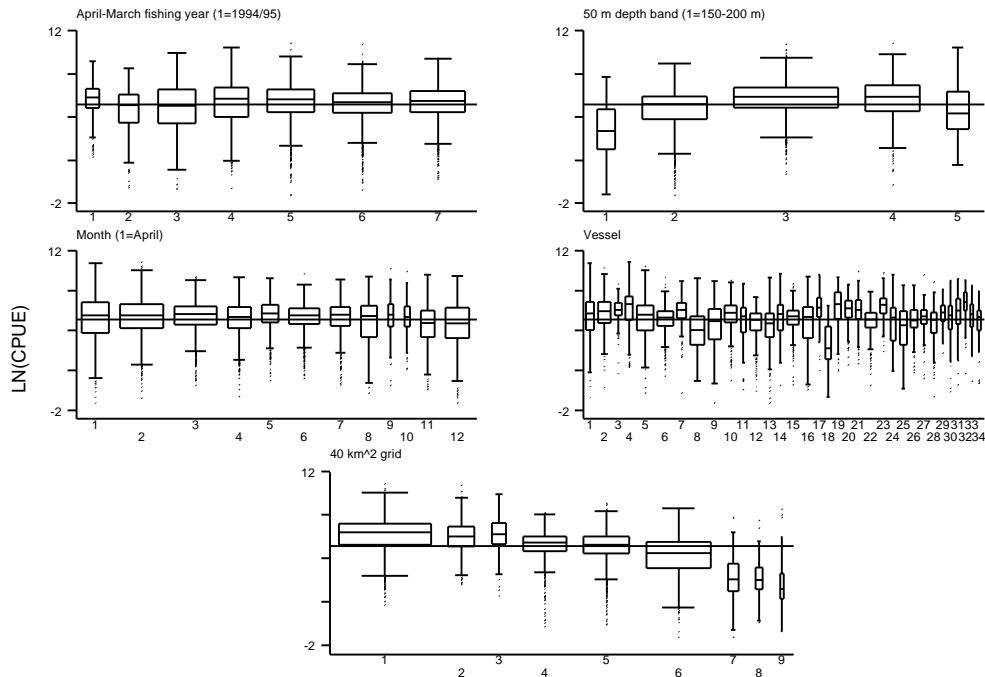 April-March fishing year (1=1994/95)
12
-2
1 2 3 4 5 6 7
50 m depth band (1=150-200 m)
12
-2
1 2 3 4 5
LN(CPUE)
Month (1=April)
12
-2
1 3 5 7 9 11
2 4 6 8 10 12
Vessel
12
-2
1 3 5 7 9 11 13 15 17 19 21 23 25 27 29 31 33
2 4 6 8 10 12 14 16 18 20 22 24 26 28 30 32 34
40 km^2 grid
12
-2
1 3 5 7 9
2 4 6 8